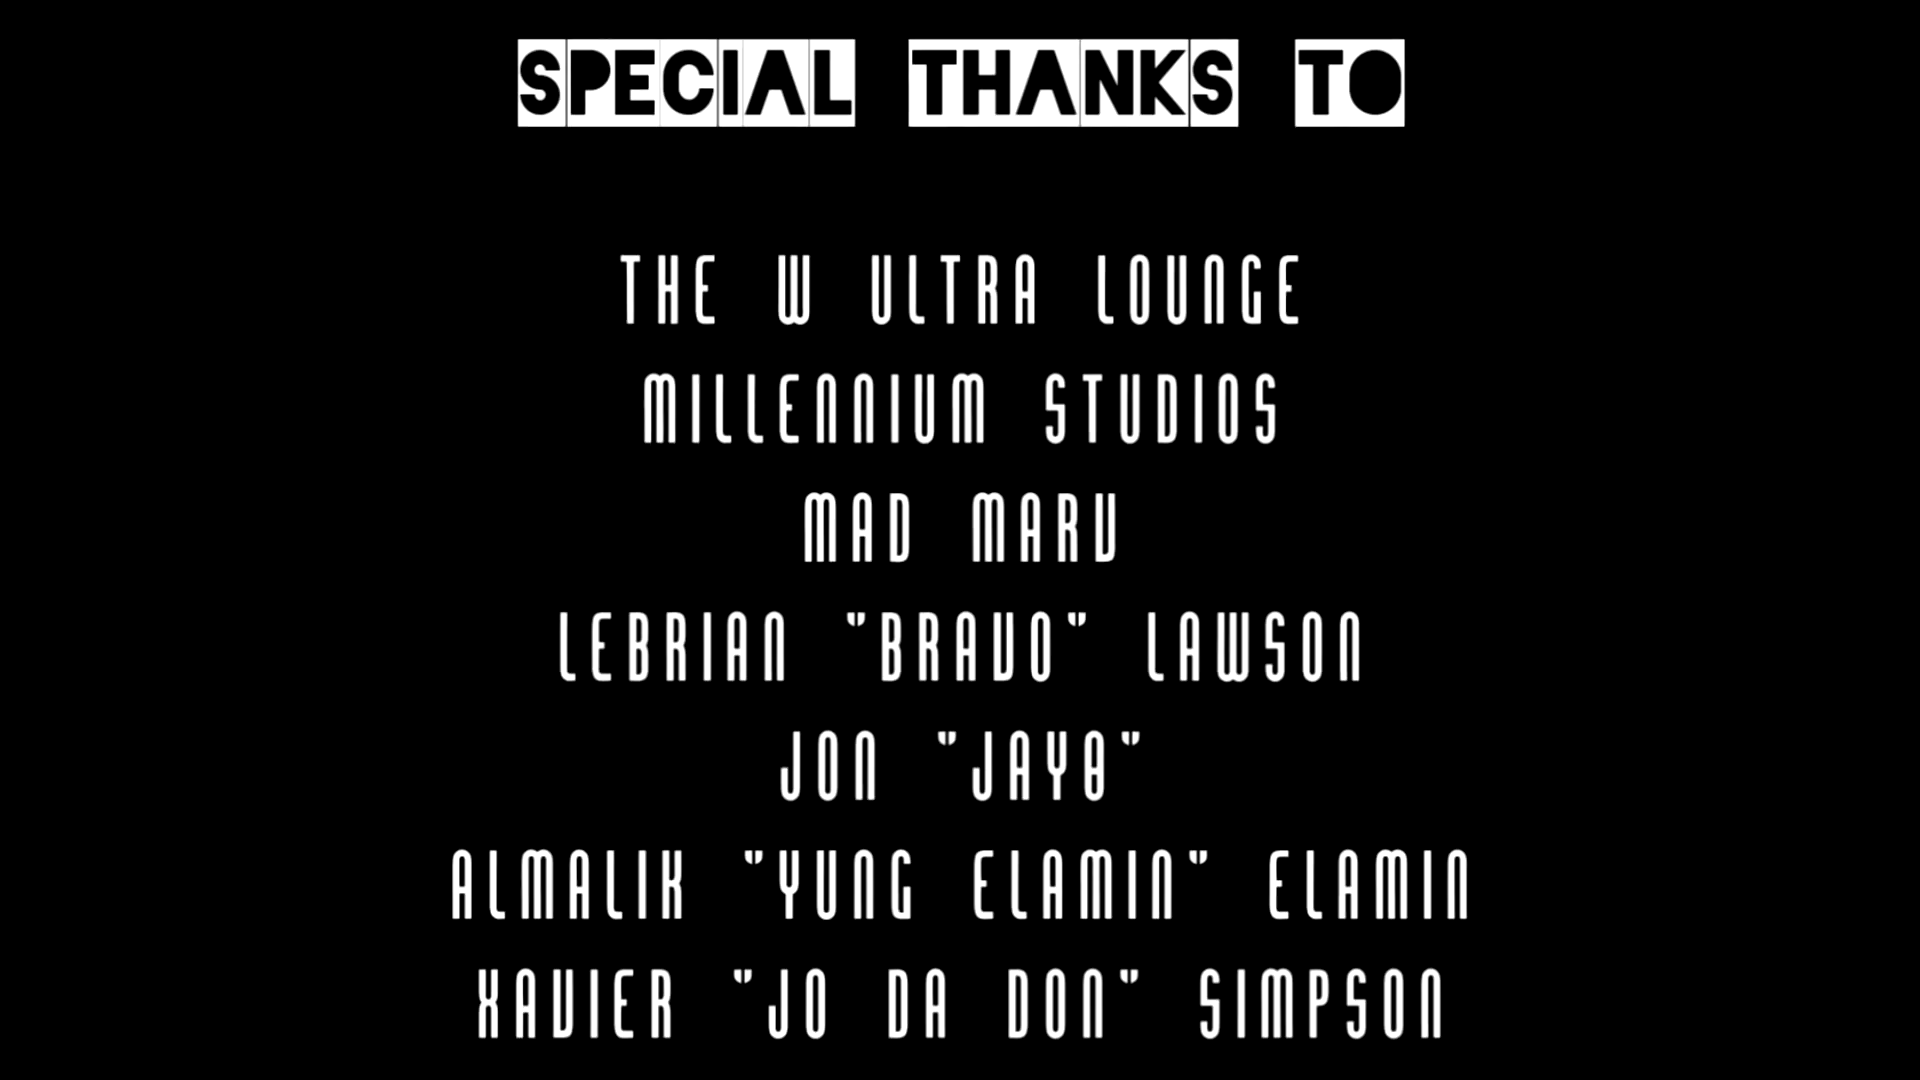 SPECIAL THANKS TO
THE W ULTRA LOUNGE
MILLENNIUM STUDIOS
MAD MARV
LEBRIAN "BRAVO" LAWSON
JON "JAY8"
ALMALIK "YUNG ELAMIN" ELAMIN
XAVIER "JO DA DON" SIMPSON